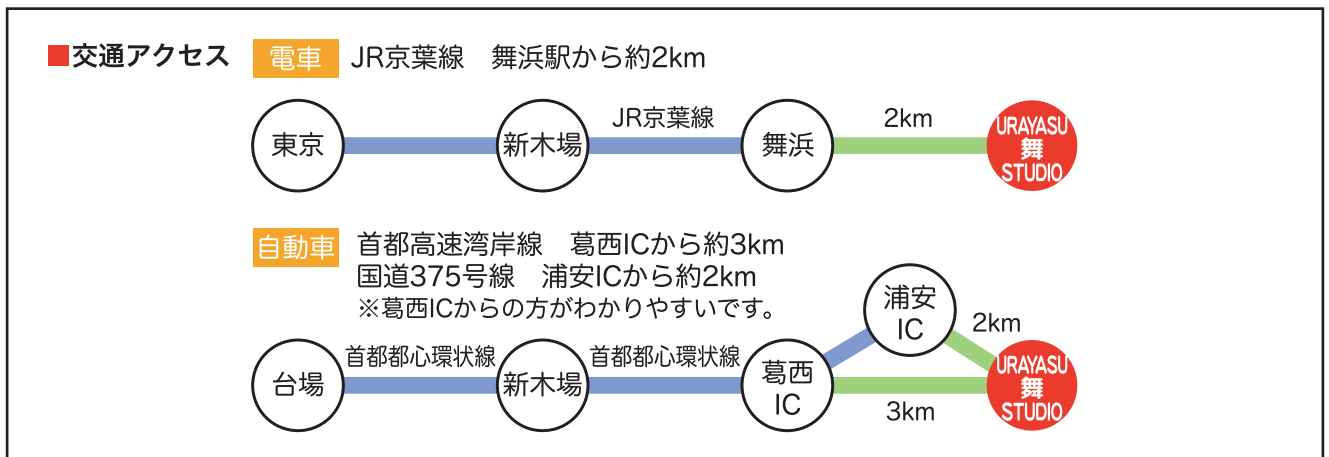 ■交通アクセス 電車 JR京葉線 舞浜駅から約2km
JR京葉線 2km
東京 新木場 舞浜 URAYASU
舞
STUDIO
自動車 首都高速湾岸線 葛西ICから約3km
国道375号線 浦安ICから約2km
※葛西ICからの方がわかりやすいです。
浦安
IC
2km
首都都心環状線 首都都心環状線
台場 新木場 葛西
IC
3km
URAYASU
舞
STUDIO